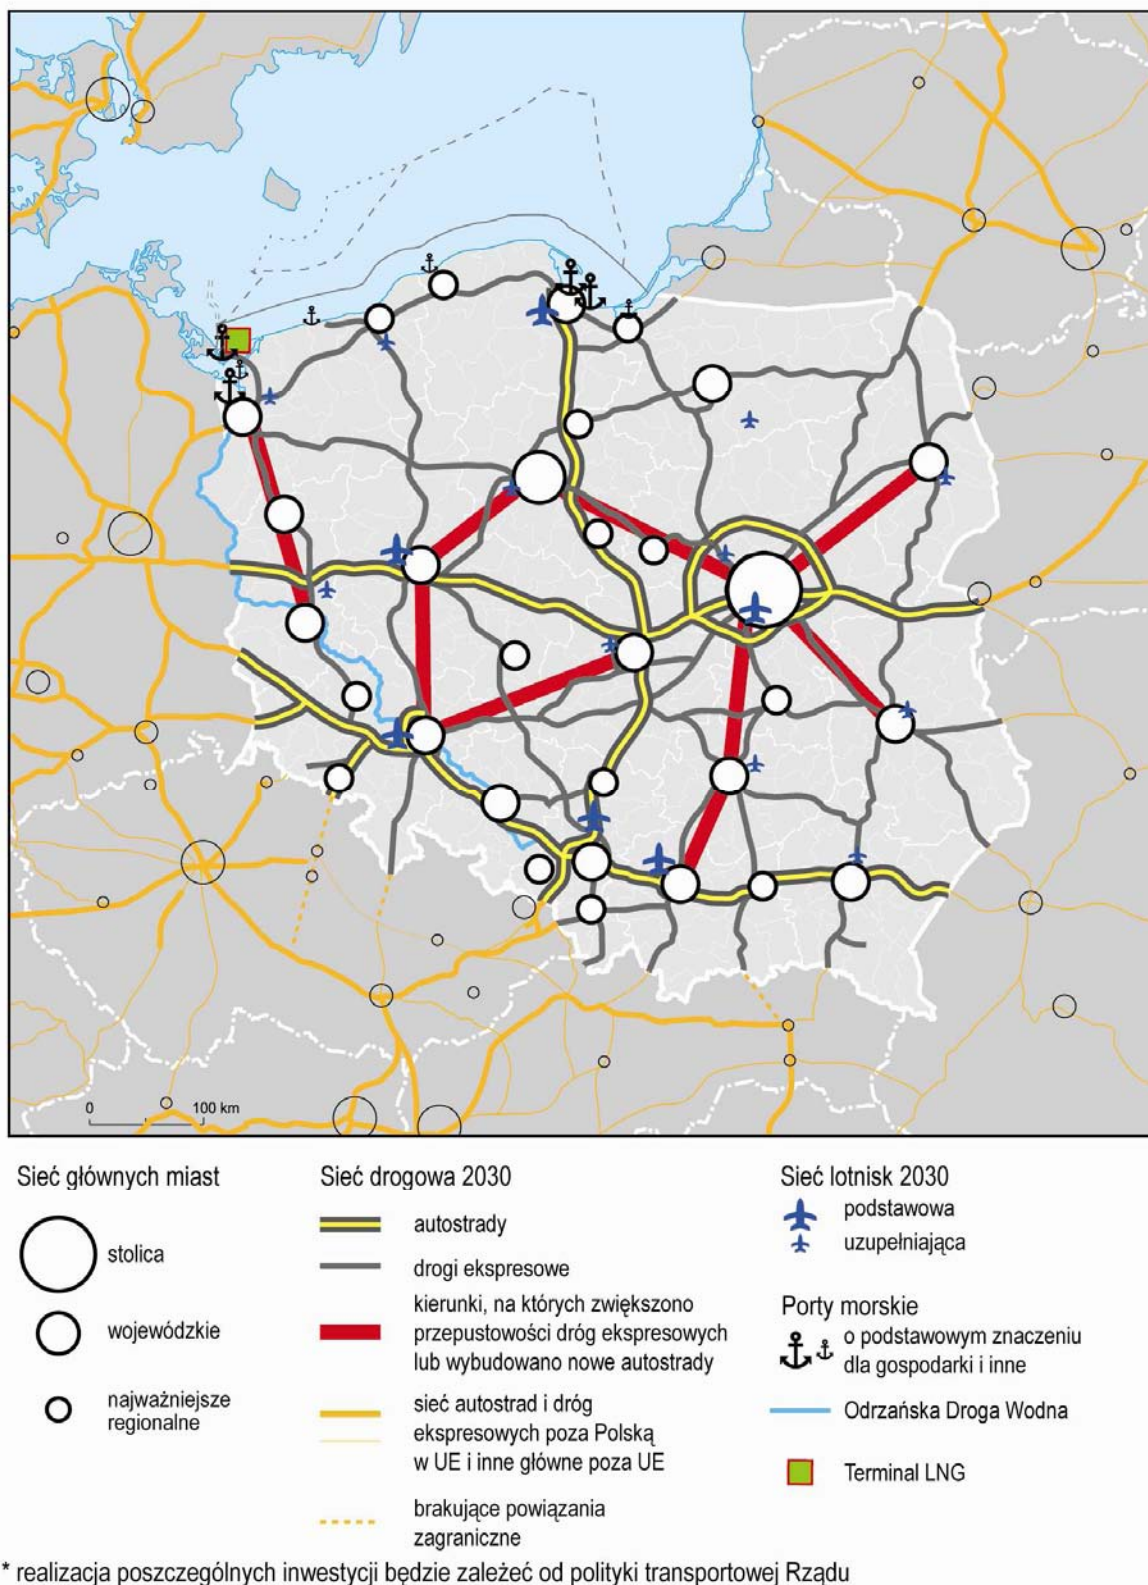 0 100 km
Sieć głównych miast
stolica
wojewódzkie
najważniejsze
regionalne
Sieć drogowa 2030
autostrady
drogi ekspresowe
kierunki, na których zwiększono
przepustowości dróg ekspresowych
lub wybudowano nowe autostrady
sieć autostrad i dróg
ekspresowych poza Polską
w UE i inne główne poza UE
brakujące powiązania
zagraniczne
Sieć lotnisk 2030
podstawowa
uzupełniająca
Porty morskie
o podstawowym znaczeniu
dla gospodarki i inne
Odrzańska Droga Wodna
Terminal LNG
* realizacja poszczególnych inwestycji będzie zależeć od polityki transportowej Rządu